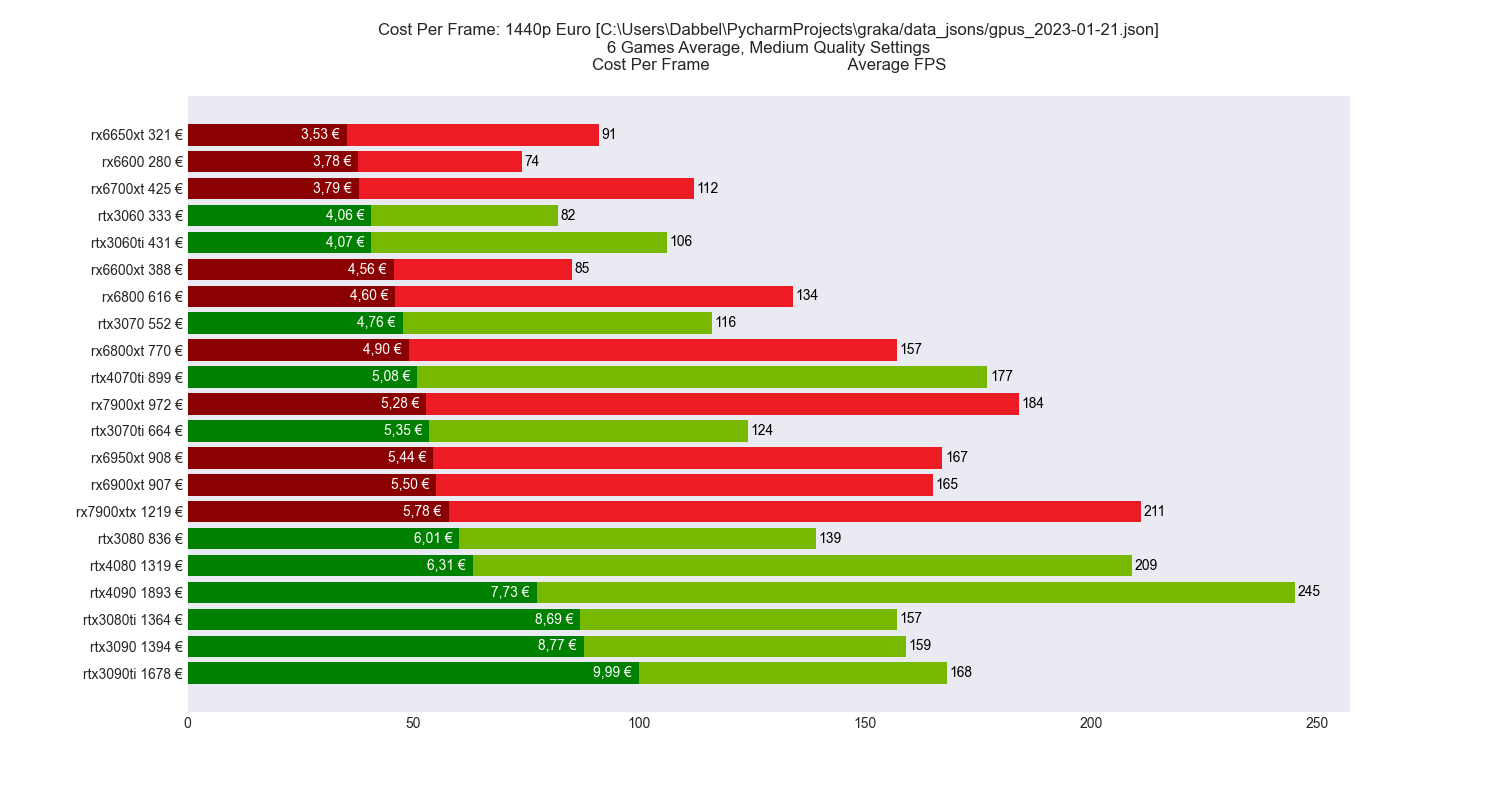 Cost Per Frame: 1440p Euro [C:\Users\Dabbel\PycharmProjects\graka/data_jsons/gpus_2023-01-21.json]
6 Games Average, Medium Quality Settings
Cost Per Frame Average FPS
rx6650xt 321 € 3,53 € 91
rx6600 280 € 3,78 € 74
rx6700xt 425 € 3,79 € 112
rtx3060 333 € 4,06 € 82
rtx3060ti 431 € 4,07 € 106
rx6600xt 388 € 4,56 € 85
rx6800 616 € 4,60 € 134
rtx3070 552 € 4,76 € 116
rx6800xt 770 € 4,90 € 157
rtx4070ti 899 € 5,08 € 177
rx7900xt 972 € 5,28 € 184
rtx3070ti 664 € 5,35 € 124
rx6950xt 908 € 5,44 € 167
rx6900xt 907 € 5,50 € 165
rx7900xtx 1219 € 5,78 € 211
rtx3080 836 € 6,01 € 139
rtx4080 1319 € 6,31 € 209
rtx4090 1893 € 7,73 € 245
rtx3080ti 1364 € 8,69 € 157
rtx3090 1394 € 8,77 € 159
rtx3090ti 1678 € 9,99 € 168
0 50 100 150 200 250